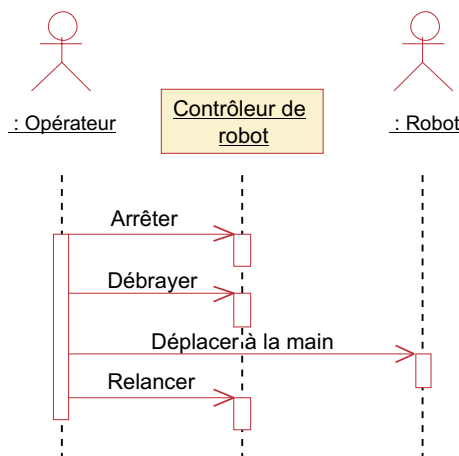 : Opérateur
Contrôleur de
robot
: Robot
Arrêter
Débrayer
Déplacer à la main
Relancer